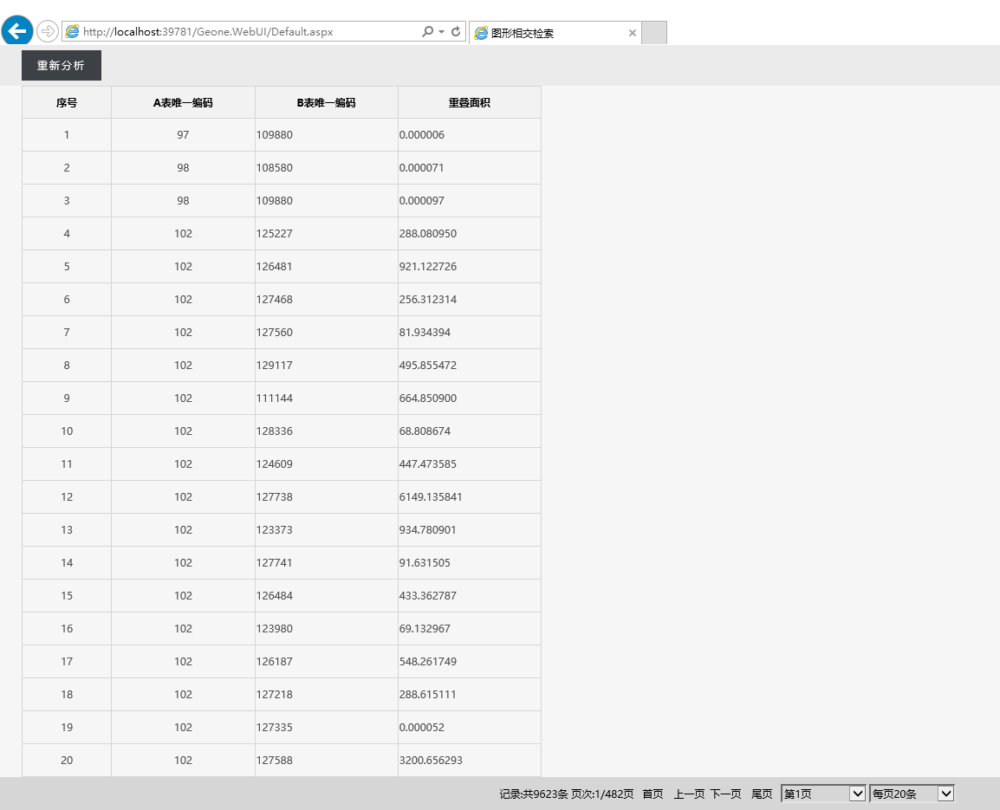 http://localhost:39781/Geone.WebUI/Default.aspx 图形相交检索
重新分析
序号 A表唯一编码 B表唯一编码 重叠面积
1 97 109880 0.000006
2 98 108580 0.000071
3 98 109880 0.000097
4 102 125227 288.080950
5 102 126481 921.122726
6 102 127468 256.312314
7 102 127560 81.934394
8 102 129117 495.855472
9 102 111144 664.850900
10 102 128336 68.808674
11 102 124609 447.473585
12 102 127738 6149.135841
13 102 123373 934.780901
14 102 127741 91.631505
15 102 126484 433.362787
16 102 123980 69.132967
17 102 126187 548.261749
18 102 127218 288.615111
19 102 127335 0.000052
20 102 127588 3200.656293
记录:共9623条 页次:1/482页 首页 上一页 下一页 尾页 第1页 每页20条